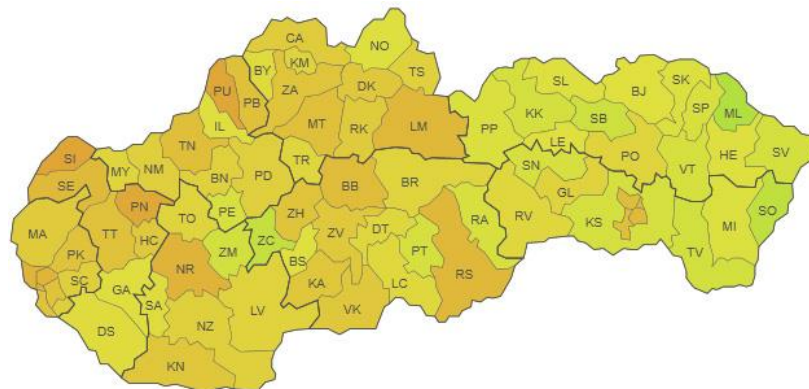 CA
NO
BY
KM
TS
PU
PB
ZA
DK
SL
BJ
SK
IL
MT
RK
LM
PP
KK
SB
SP
ML
SI
MY
NM
TN
TR
LE
PO
VT
HE
SV
SE
BN
PD
BB
BR
SN
GL
PN
TO
PE
ZH
MA
TT
HC
ZM
ZC
ZV
DT
RA
RV
KS
MI
SO
PK
SC
NR
BS
PT
RS
TV
GA
SA
KA
LC
DS
NZ
LV
VK
KN